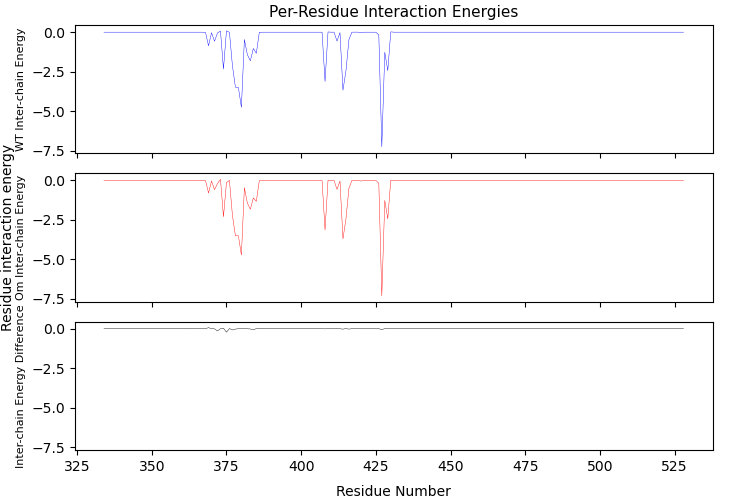 Per-Residue Interaction Energies
WT Inter-chain Energy
0.0
−2.5
−5.0
−7.5
Residue interaction energy
Om Inter-chain Energy
0.0
−2.5
−5.0
−7.5
Inter-chain Energy Difference
0.0
−2.5
−5.0
−7.5
325 350 375 400 425 450 475 500 525
Residue Number